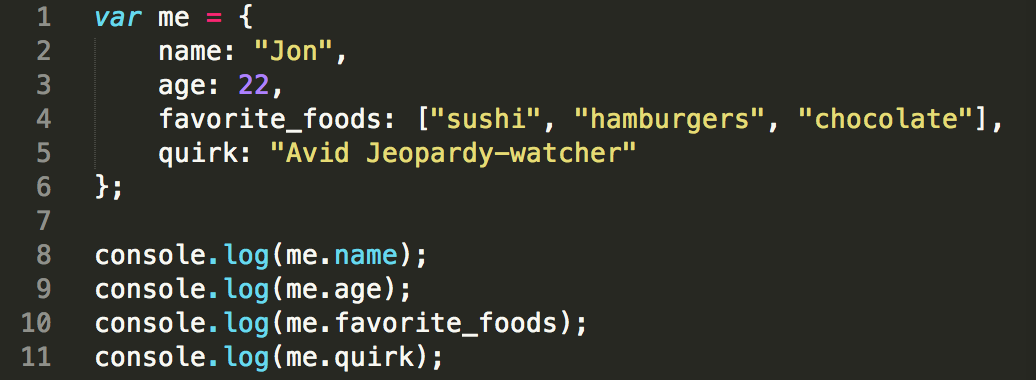 1 var me = {
2     name: "Jon",
3     age: 22,
4     favorite_foods: ["sushi", "hamburgers", "chocolate"],
5     quirk: "Avid Jeopardy-watcher"
6 };
7
8 console.log(me.name);
9 console.log(me.age);
10 console.log(me.favorite_foods);
11 console.log(me.quirk);